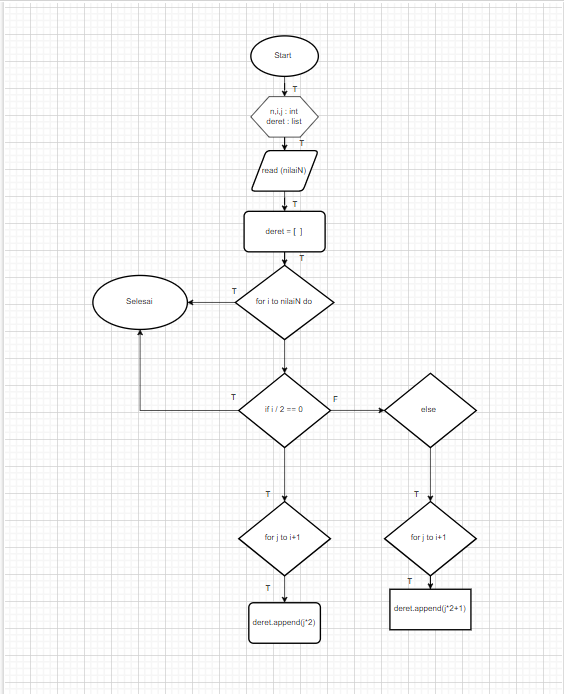 Start
T
n,i,j : int
deret : list
T
read (nilaiN)
T
deret = [ ]
T
T
Selesai
for i to nilaiN do
T
F
if i / 2 == 0
else
T
T
for j to i+1
for j to i+1
T
T
deret.append(j*2)
deret.append(j*2+1)